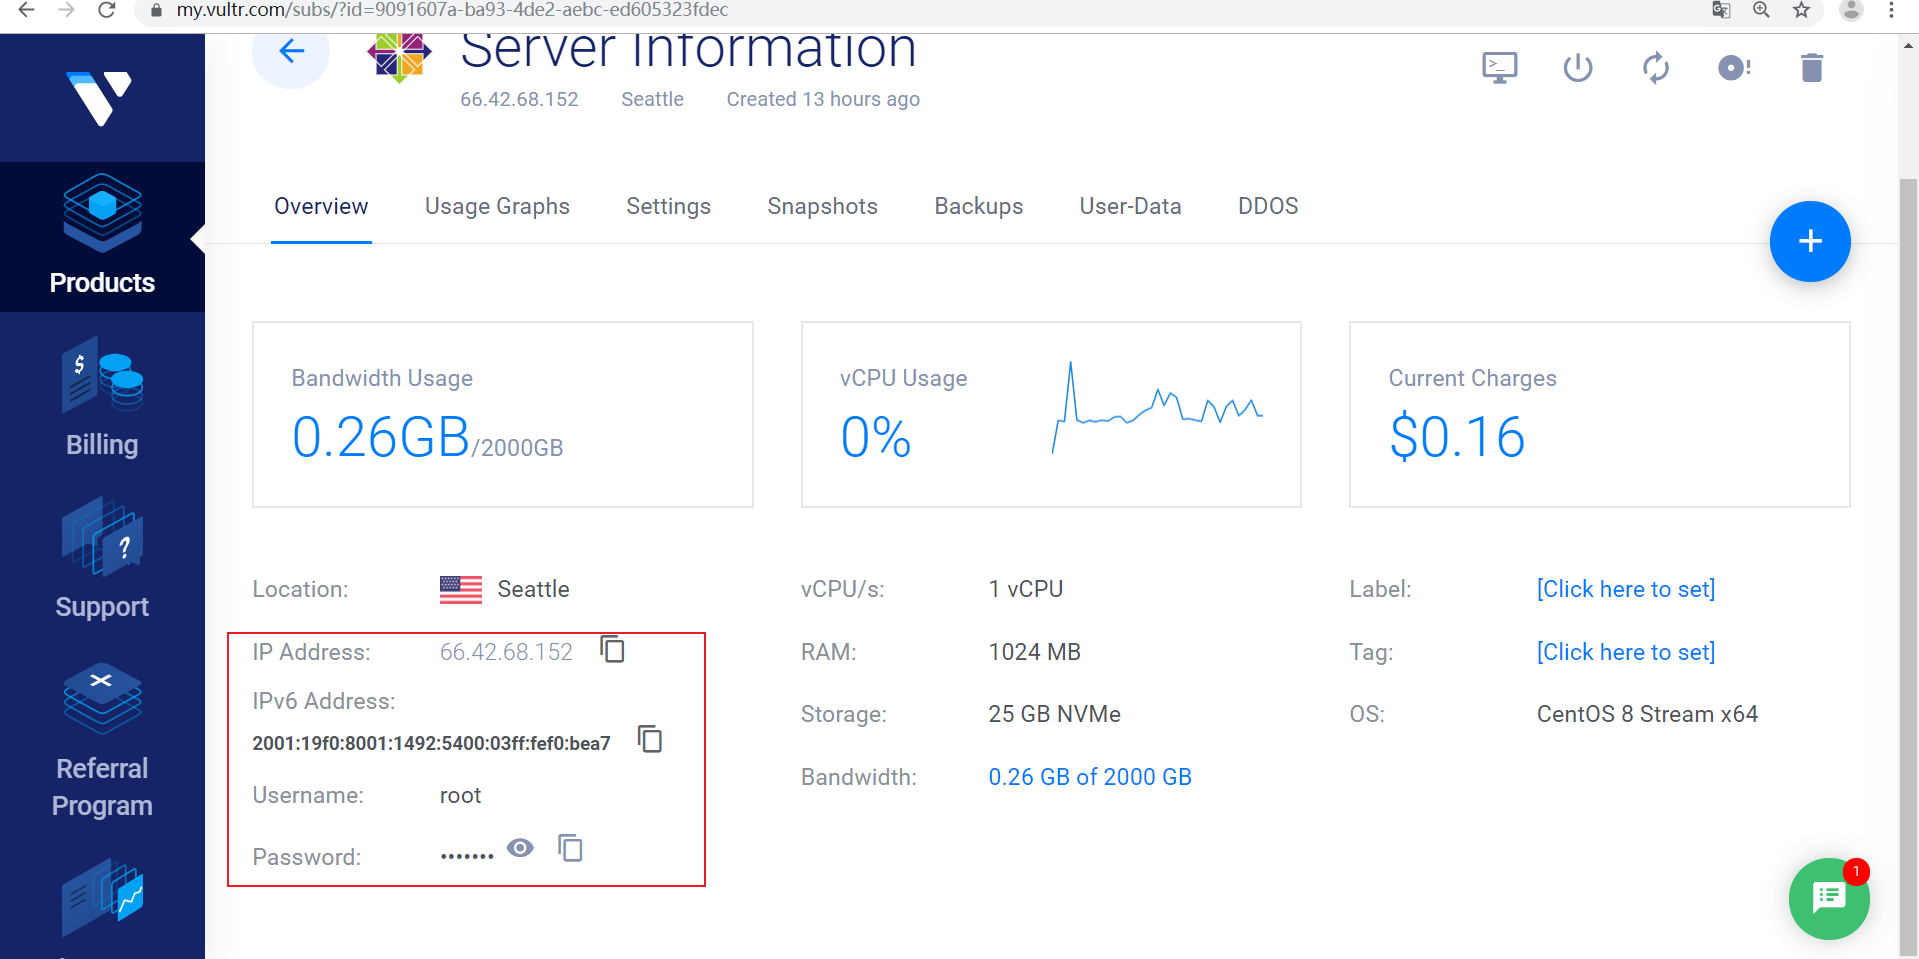 my.vultr.com/subs/?id=9091607a-ba93-4de2-aebc-ed605323fdec
Server Information
66.42.68.152 Seattle Created 13 hours ago
Products
Billing
Support
Referral
Program
Overview Usage Graphs Settings Snapshots Backups User-Data DDOS
+
Bandwidth Usage
0.26GB/2000GB
vCPU Usage
0%
Current Charges
$0.16
Location: Seattle
IP Address: 66.42.68.152
IPv6 Address:
2001:19f0:8001:1492:5400:03ff:fef0:bea7
Username: root
Password: •••••••
vCPU/s: 1 vCPU
RAM: 1024 MB
Storage: 25 GB NVMe
Bandwidth: 0.26 GB of 2000 GB
Label: [Click here to set]
Tag: [Click here to set]
OS: CentOS 8 Stream x64
1